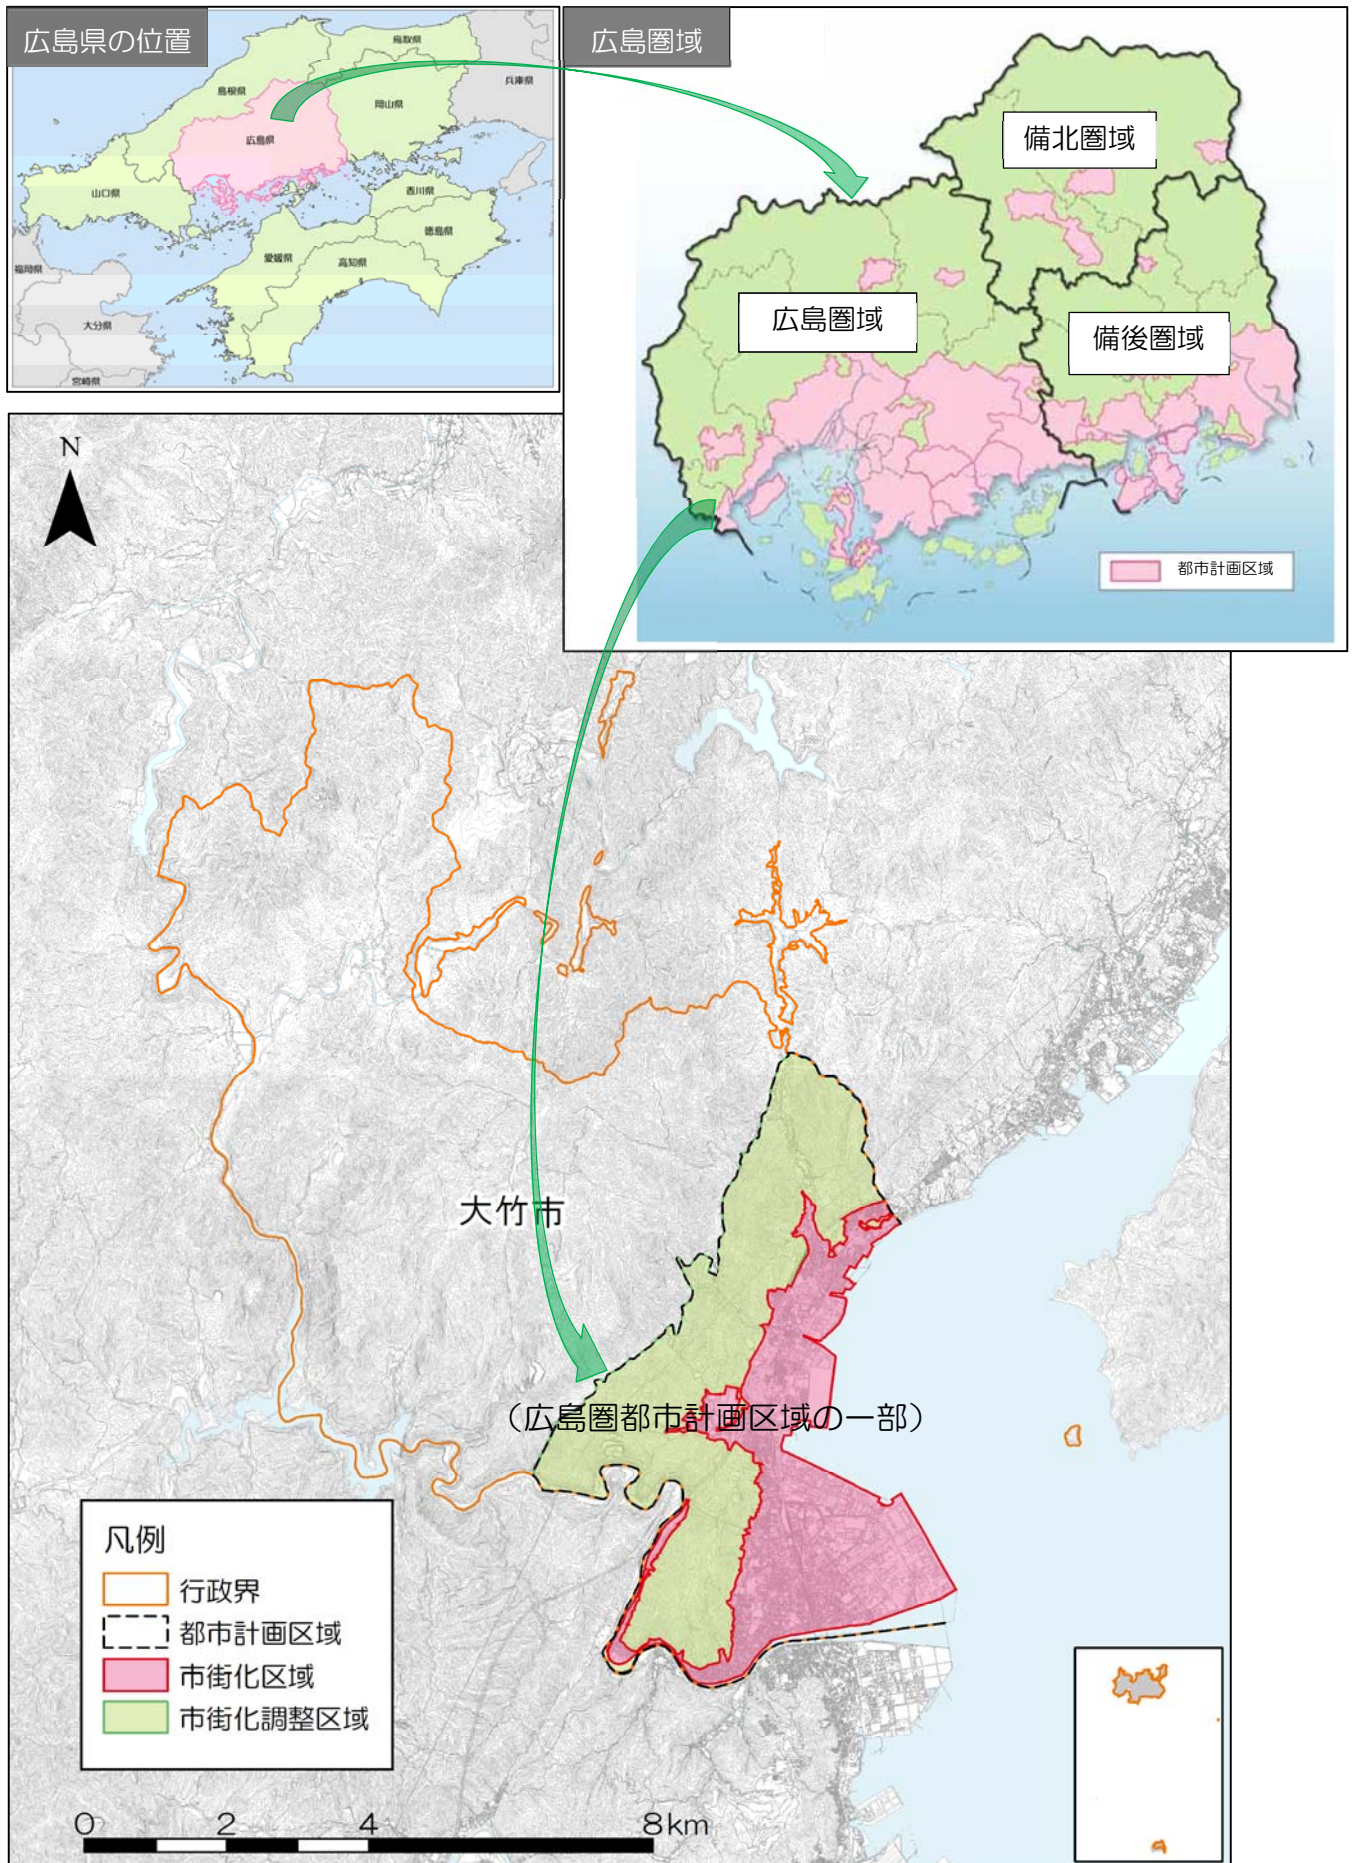 広島県の位置
鳥取県
島根県
兵庫県
岡山県
広島県
山口県
香川県
徳島県
愛媛県
高知県
福岡県
大分県
宮崎県
広島圏域
備北圏域
広島圏域
備後圏域
都市計画区域
N
大竹市
（広島圏都市計画区域の一部）
凡例
行政界
都市計画区域
市街化区域
市街化調整区域
0 2 4 8km